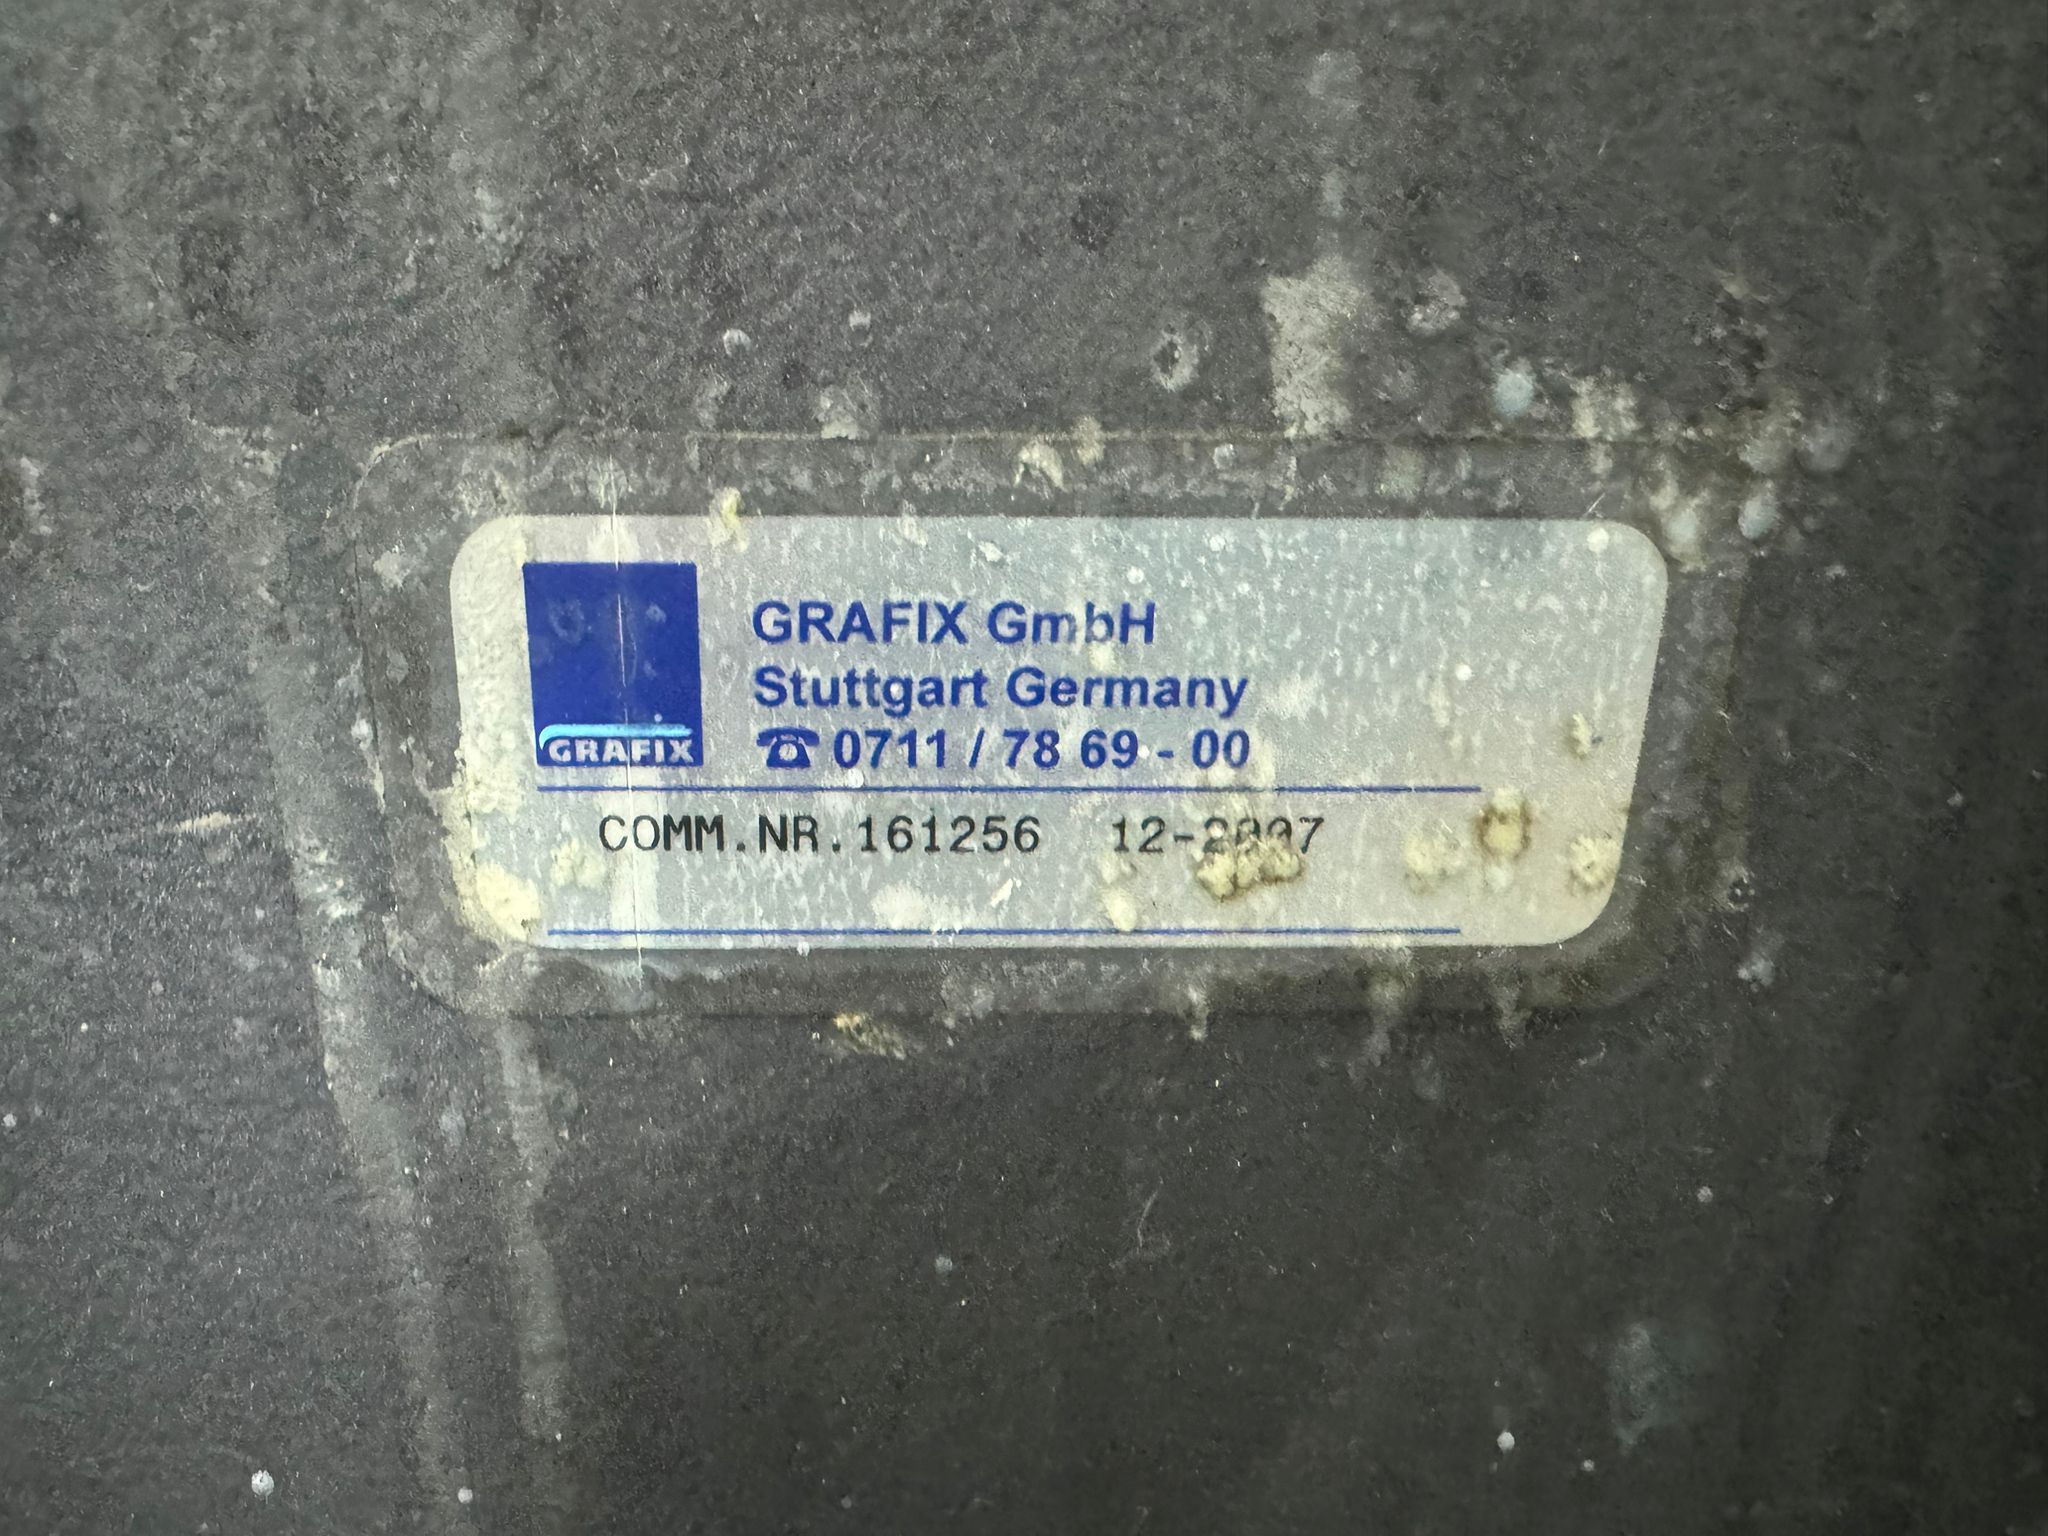 GRAFIX
GRAFIX GmbH
Stuttgart Germany
☎ 0711 / 78 69 - 00
COMM.NR.161256 12-2007